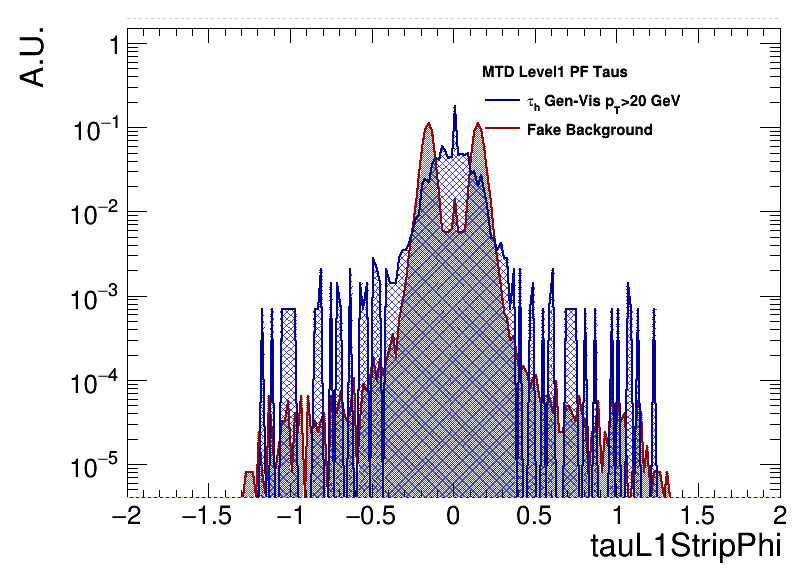 A.U.
MTD Level1 PF Taus
τh Gen-Vis pT>20 GeV
Fake Background
1
10−1
10−2
10−3
10−4
10−5
−2 −1.5 −1 −0.5 0 0.5 1 1.5 2
tauL1StripPhi